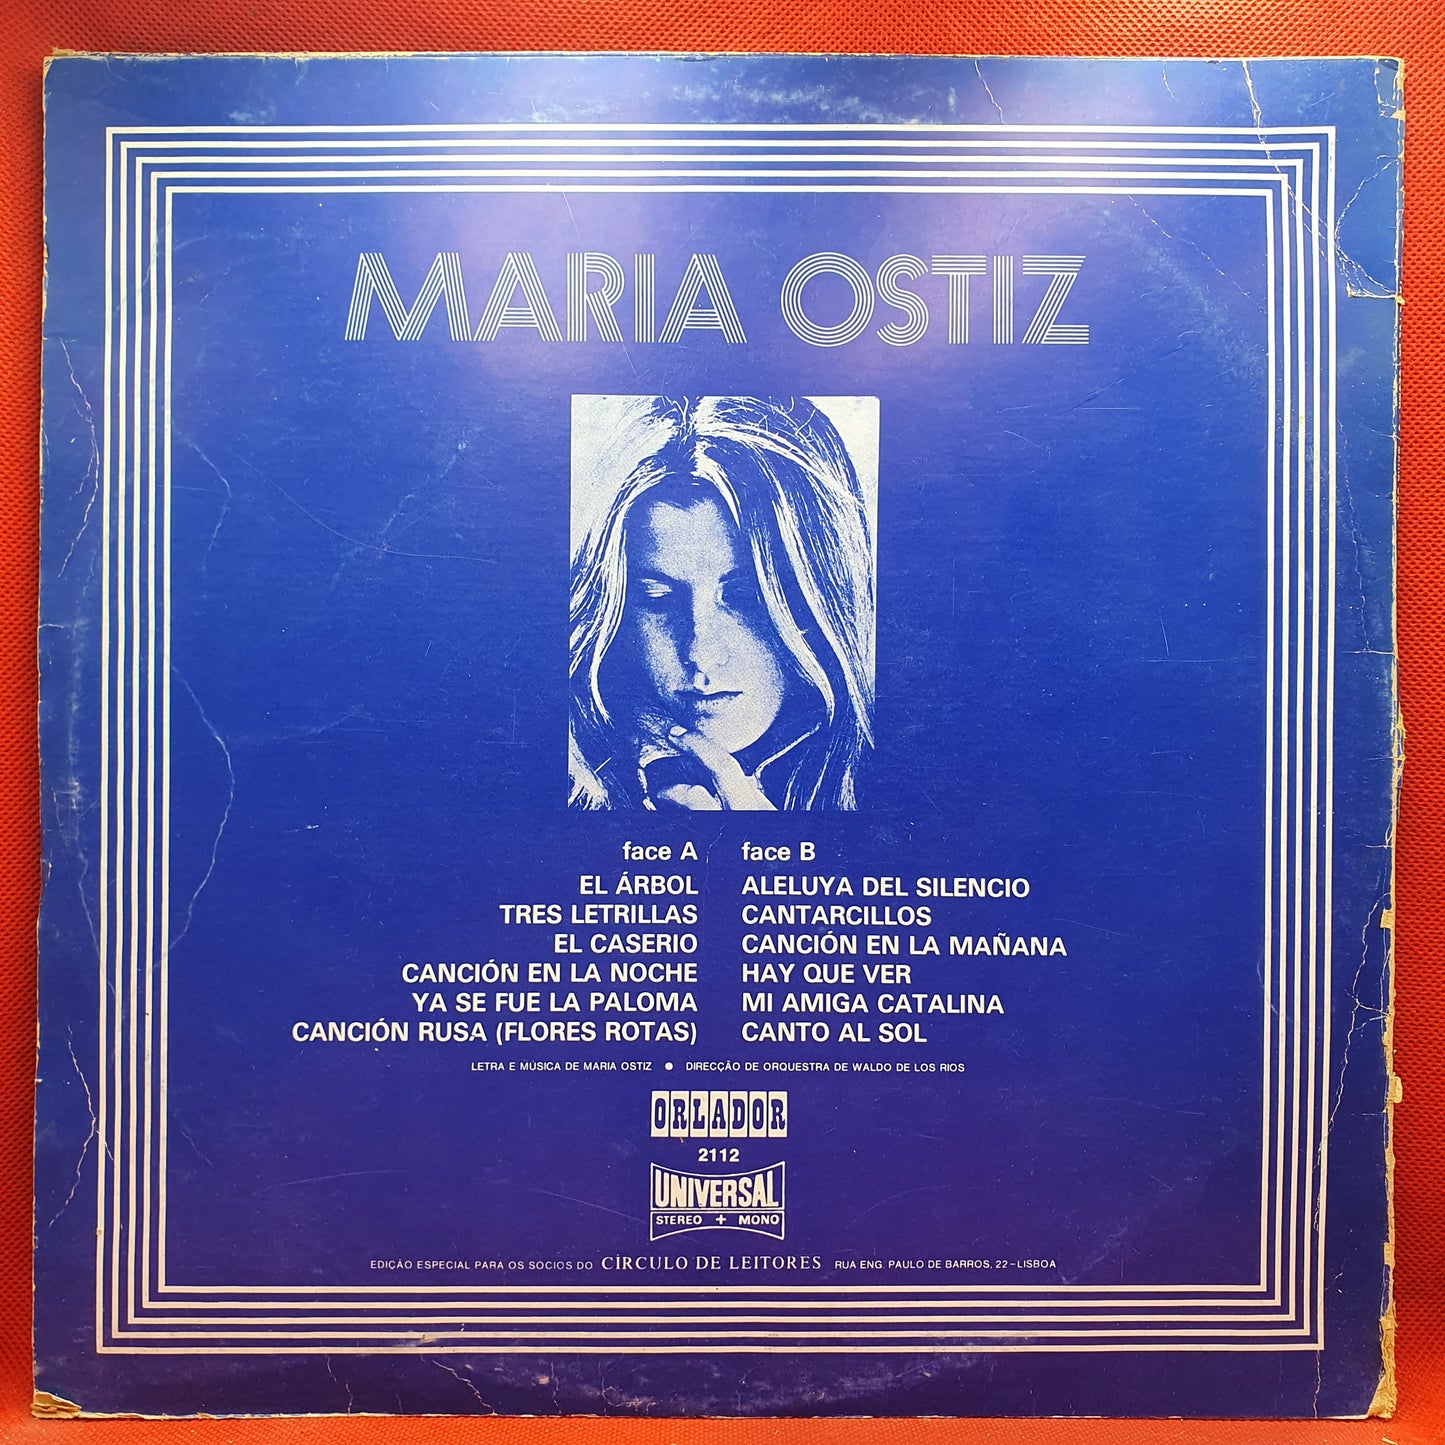 MARIA OSTIZ
face A
EL ÁRBOL
TRES LETRILLAS
EL CASERIO
CANCIÓN EN LA NOCHE
YA SE FUE LA PALOMA
CANCIÓN RUSA (FLORES ROTAS)
face B
ALELUYA DEL SILENCIO
CANTARCILLOS
CANCIÓN EN LA MAÑANA
HAY QUE VER
MI AMIGA CATALINA
CANTO AL SOL
LETRA E MÚSICA DE MARIA OSTIZ ● DIRECÇÃO DE ORQUESTRA DE WALDO DE LOS RIOS
ORLADOR
2112
UNIVERSAL
STEREO + MONO
EDIÇÃO ESPECIAL PARA OS SOCIOS DO CÍRCULO DE LEITORES RUA ENG. PAULO DE BARROS, 22 – LISBOA